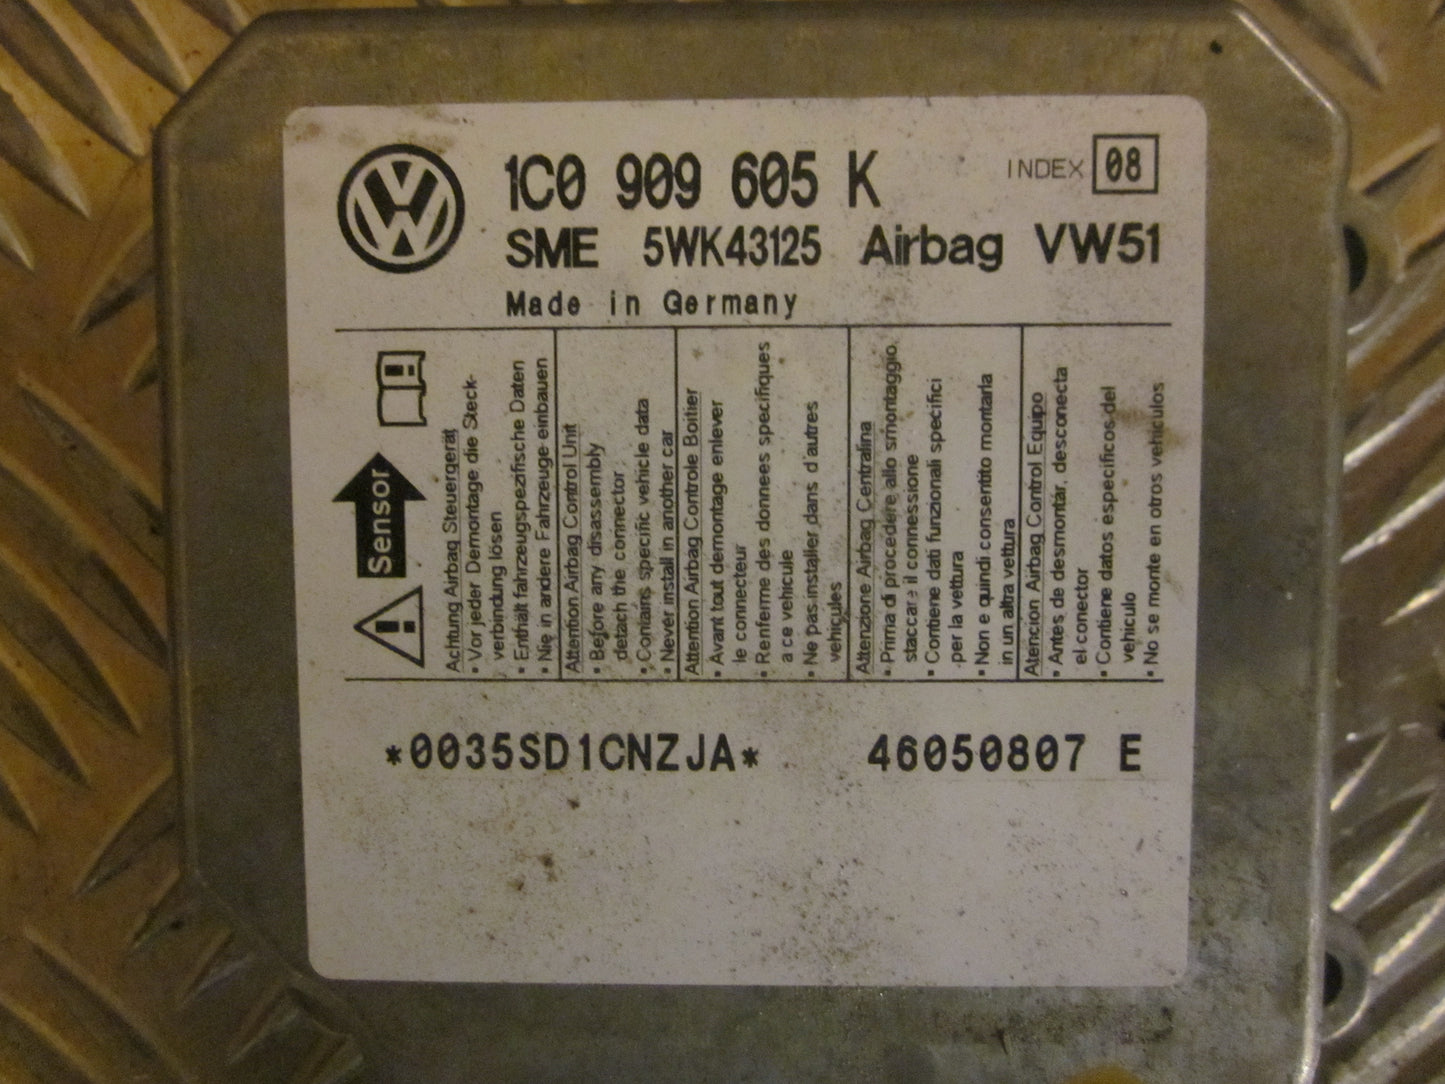 1C0 909 605 K
INDEX 08
SME 5WK43125 Airbag VW51
Made in Germany
Sensor
Achtung Airbag Steuergerät
• Vor jeder Demontage die Steck-
verbindung lösen
• Enthält fahrzeugspezifische Daten
• Nie in andere Fahrzeuge einbauen
Attention Airbag Control Unit
• Before any disassembly
detach the connector
• Contains specific vehicle data
• Never install in another car
Attention Airbag Controle Boitier
• Avant tout demontage enlever
le connecteur
• Renferme des donnees specifiques
a ce vehicule
• Ne pas installer dans d'autres
vehicules
Attenzione Airbag Centralina
• Prima di procedere allo smontaggio
staccare il connessione
• Contiene dati funzionali specifici
per la vettura
• Non e quindi consentito montarla
in un altra vettura
Atencion Airbag Control Equipo
• Antes de desmontar, desconecta
el conector
• Contiene datos especificos del
vehiculo
• No se monte en otros vehiculos
*0035SD1CNZJA* 46050807 E